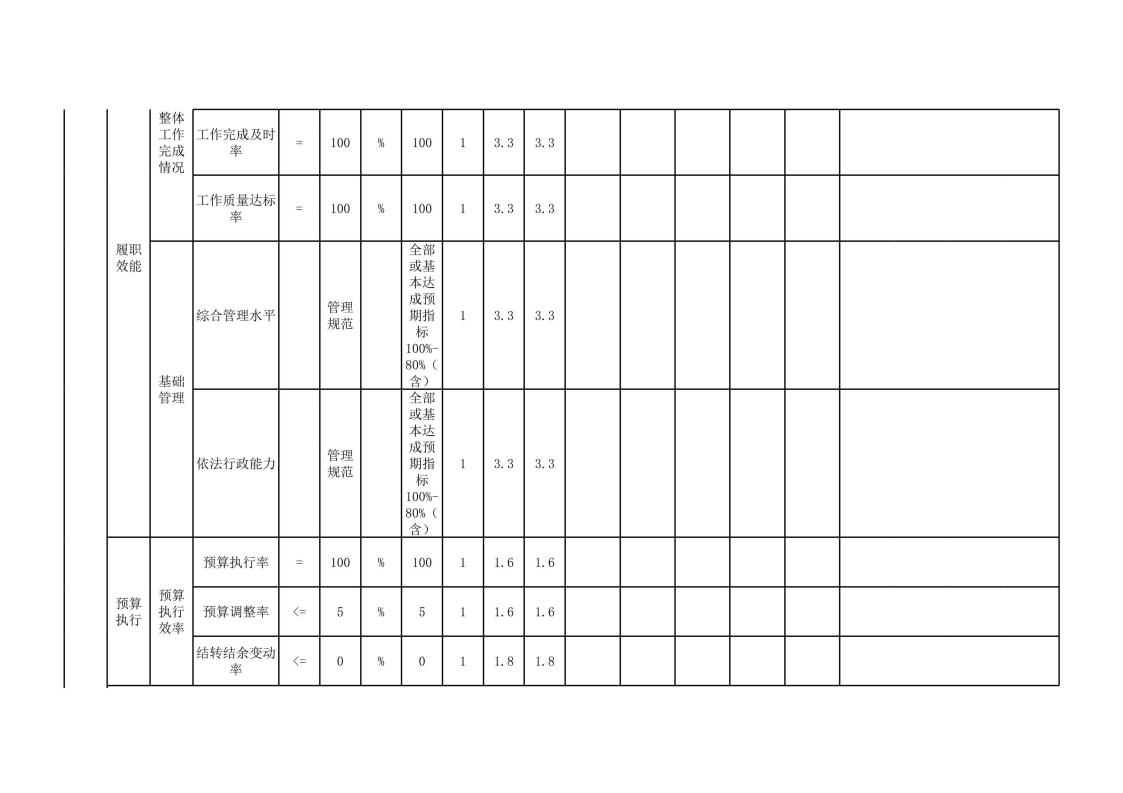 履职
效能
整体
工作
完成
情况
工作完成及时
率
=
100
%
100
1
3.3
3.3
工作质量达标
率
=
100
%
100
1
3.3
3.3
基础
管理
综合管理水平
管理
规范
全部
或基
本达
成预
期指
标
100%-
80%（
含）
1
3.3
3.3
依法行政能力
管理
规范
全部
或基
本达
成预
期指
标
100%-
80%（
含）
1
3.3
3.3
预算
执行
预算
执行
效率
预算执行率
=
100
%
100
1
1.6
1.6
预算调整率
<=
5
%
5
1
1.6
1.6
结转结余变动
率
<=
0
%
0
1
1.8
1.8